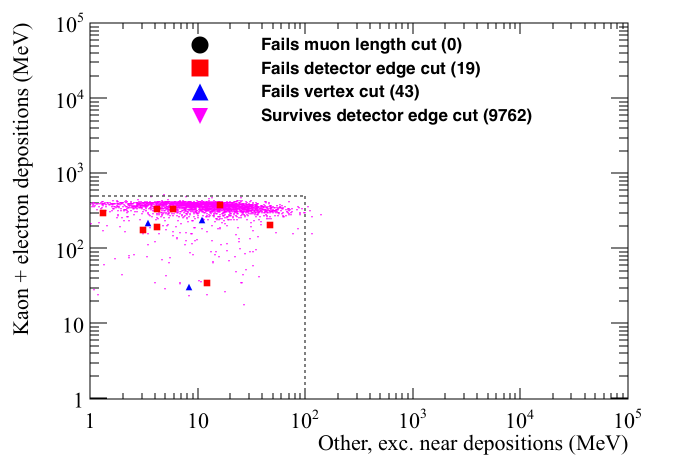 Kaon + electron depositions (MeV)
10^5
10^4
10^3
10^2
10
1
Fails muon length cut (0)
Fails detector edge cut (19)
Fails vertex cut (43)
Survives detector edge cut (9762)
1 10 10^2 10^3 10^4 10^5
Other, exc. near depositions (MeV)